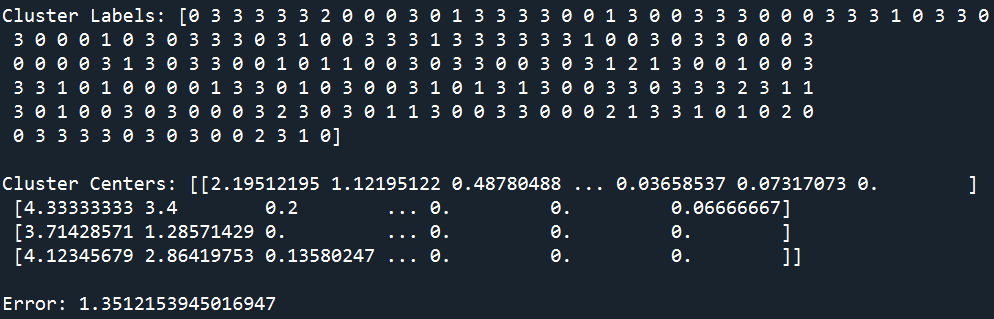 Cluster Labels: [0 3 3 3 3 3 3 2 0 0 0 3 0 1 3 3 3 3 0 0 1 3 0 0 3 3 3 0 0 0 3 3 3 1 0 3 3 0
3 0 0 0 1 0 3 0 3 3 3 0 3 1 0 0 3 3 3 1 3 3 3 3 3 3 1 0 0 3 0 3 3 0 0 0 3
0 0 0 0 3 1 3 0 3 3 0 0 1 0 1 1 0 0 3 0 3 3 0 0 3 0 3 1 2 1 3 0 0 1 0 0 3
3 3 1 0 1 0 0 0 0 1 3 3 0 1 0 3 0 0 3 1 0 1 3 1 3 0 0 3 3 0 3 3 3 2 3 1 1
3 0 1 0 0 3 0 3 0 0 0 3 2 3 0 3 0 1 1 3 0 0 3 3 0 0 0 2 1 3 3 1 0 1 0 2 0
0 3 3 3 3 0 3 0 3 0 0 2 3 1 0]
Cluster Centers: [[2.19512195 1.12195122 0.48780488 ... 0.03658537 0.07317073 0. ]
[4.33333333 3.4 0.2 ... 0. 0. 0.06666667]
[3.71428571 1.28571429 0. ... 0. 0. 0. ]
[4.12345679 2.86419753 0.13580247 ... 0. 0. 0. ]]
Error: 1.3512153945016947